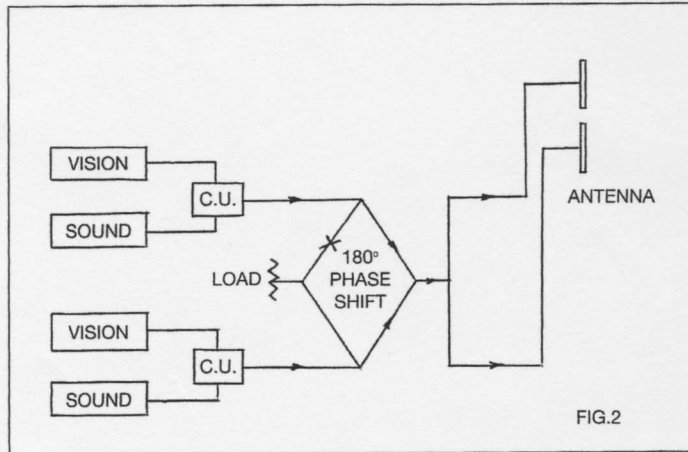 VISION
C.U.
SOUND
LOAD
180°
PHASE
SHIFT
ANTENNA
VISION
C.U.
SOUND
FIG.2